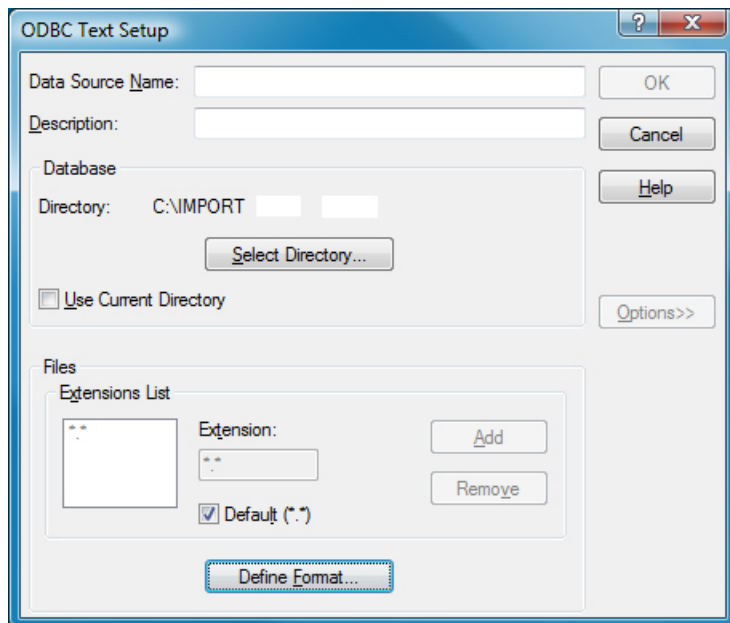 ODBC Text Setup
Data Source Name:
OK
Description:
Cancel
Database
Help
Directory: C:\IMPORT
Select Directory...
Use Current Directory
Options>>
Files
Extensions List
*.*
Extension:
Add
*.*
Remove
Default (*.*)
Define Format...